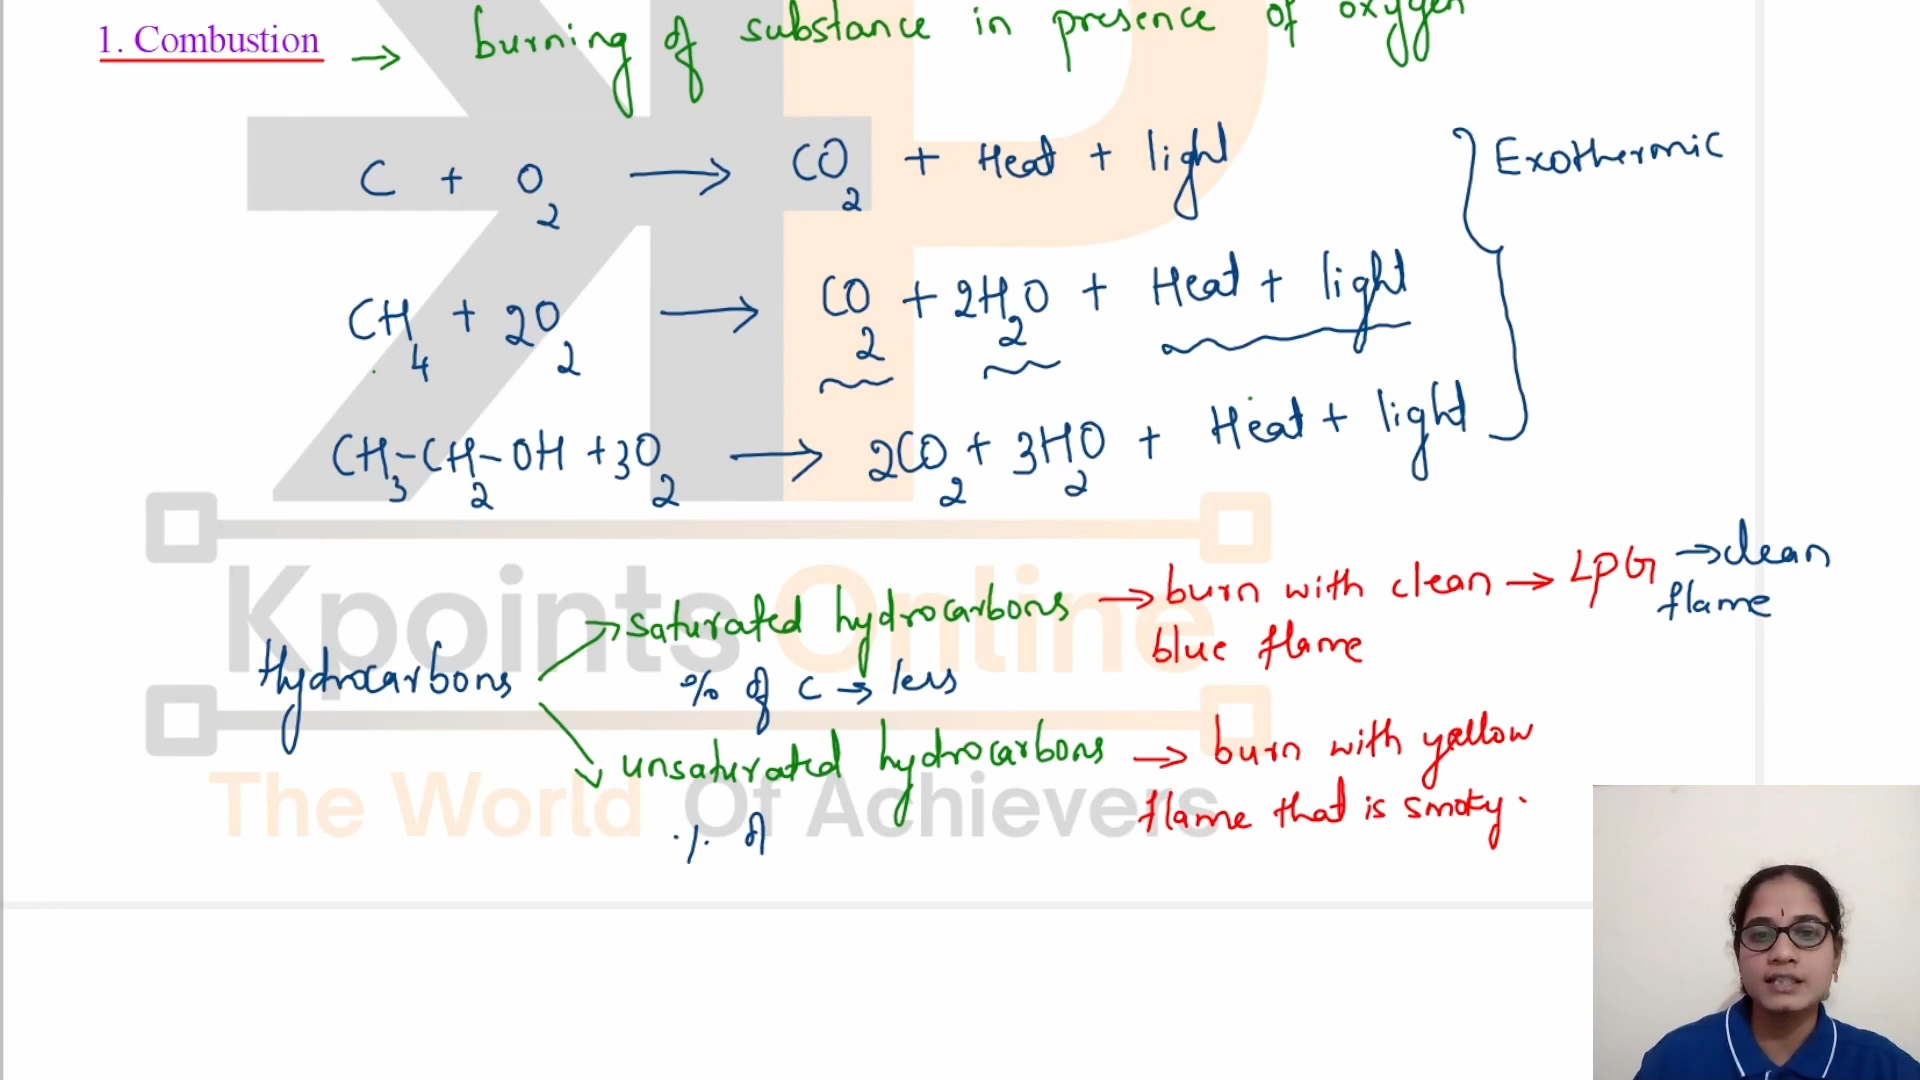 1. Combustion → burning of substance in presence of oxygen
C + O2 → CO2 + Heat + light
Exothermic
CH4 + 2O2 → CO2 + 2H2O + Heat + light
CH3-CH2-OH + 3O2 → 2CO2 + 3H2O + Heat + light
Hydrocarbons
→ saturated hydrocarbons → burn with clean blue flame → LPG → clean flame
% of C → less
→ unsaturated hydrocarbons → burn with yellow flame that is smoky.
% of
Kpoints Online
The World Of Achievers